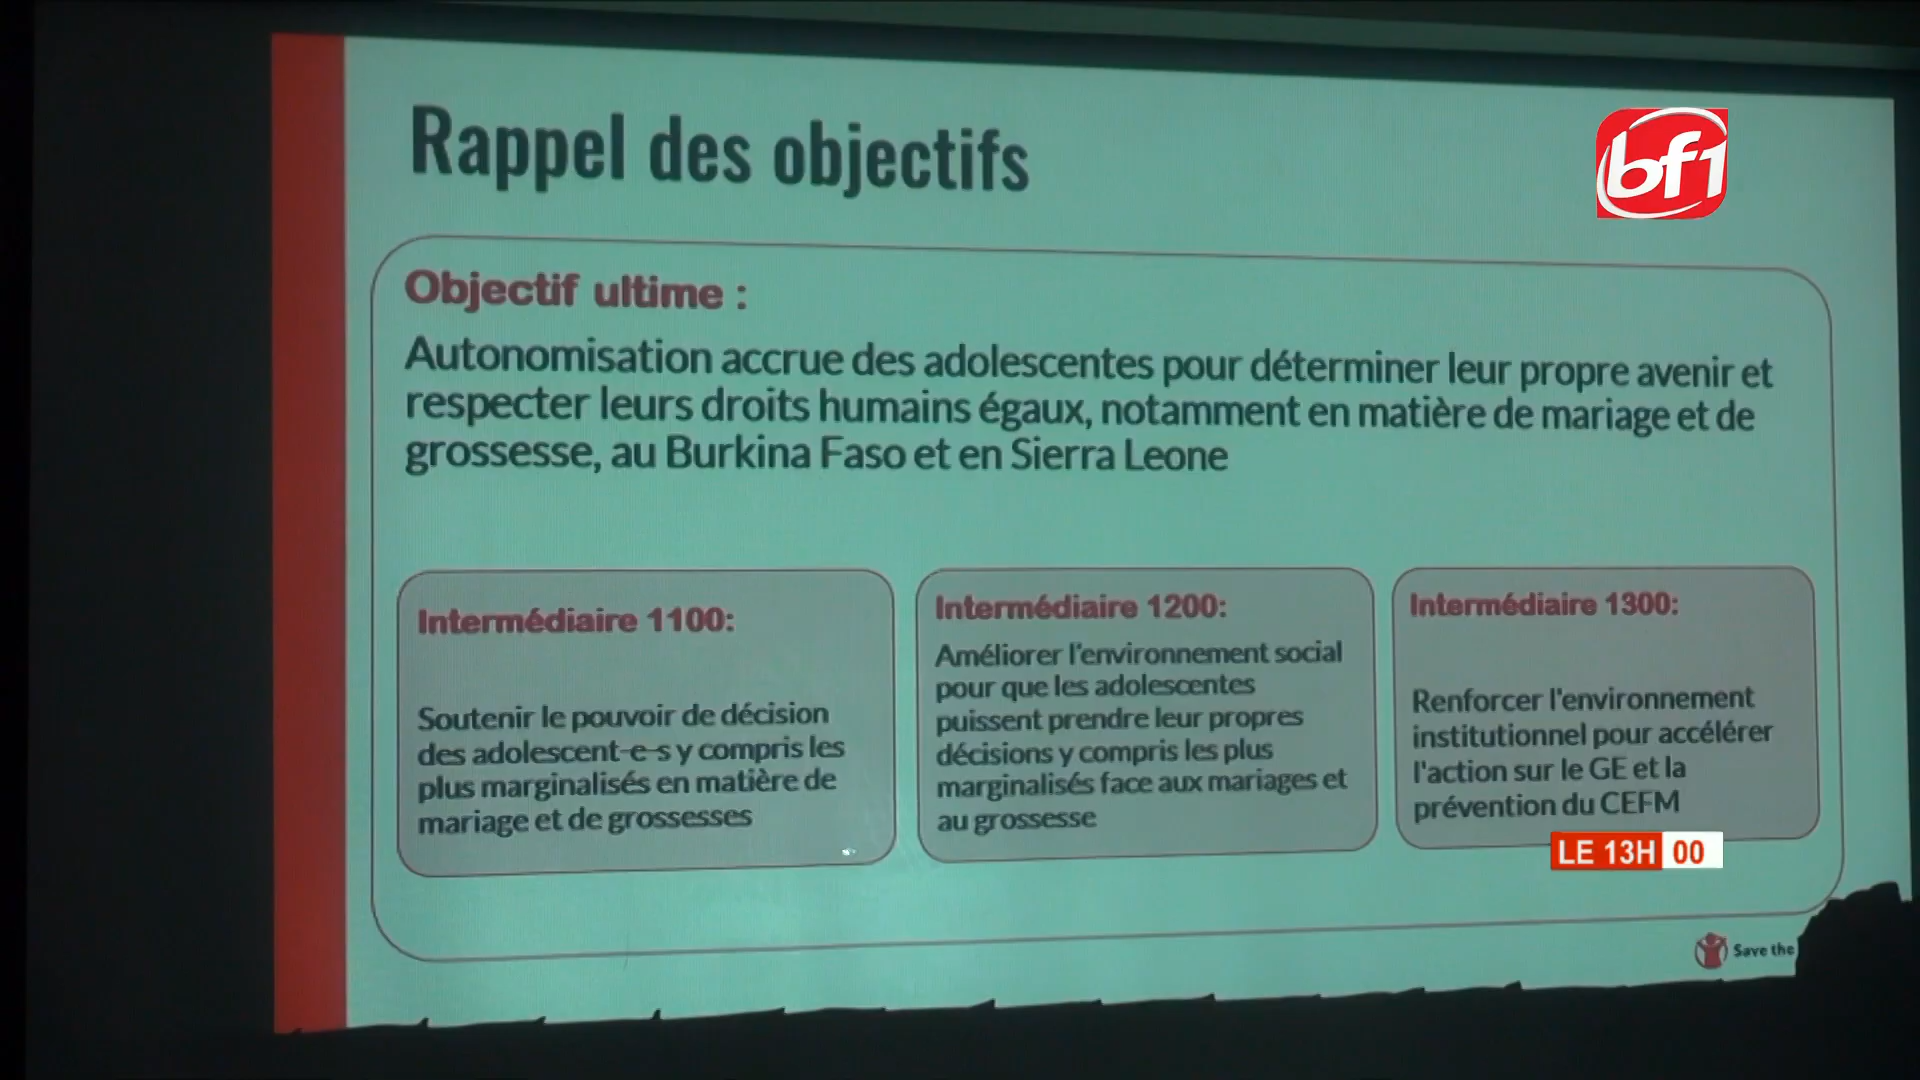 Rappel des objectifs
bf1
Objectif ultime :
Autonomisation accrue des adolescentes pour déterminer leur propre avenir et
respecter leurs droits humains égaux, notamment en matière de mariage et de
grossesse, au Burkina Faso et en Sierra Leone
Intermédiaire 1100:
Soutenir le pouvoir de décision
des adolescent-e-s y compris les
plus marginalisés en matière de
mariage et de grossesses
Intermédiaire 1200:
Améliorer l'environnement social
pour que les adolescentes
puissent prendre leur propres
décisions y compris les plus
marginalisés face aux mariages et
au grossesse
Intermédiaire 1300:
Renforcer l'environnement
institutionnel pour accélérer
l'action sur le GE et la
prévention du CEFM
LE 13H 00
Save the